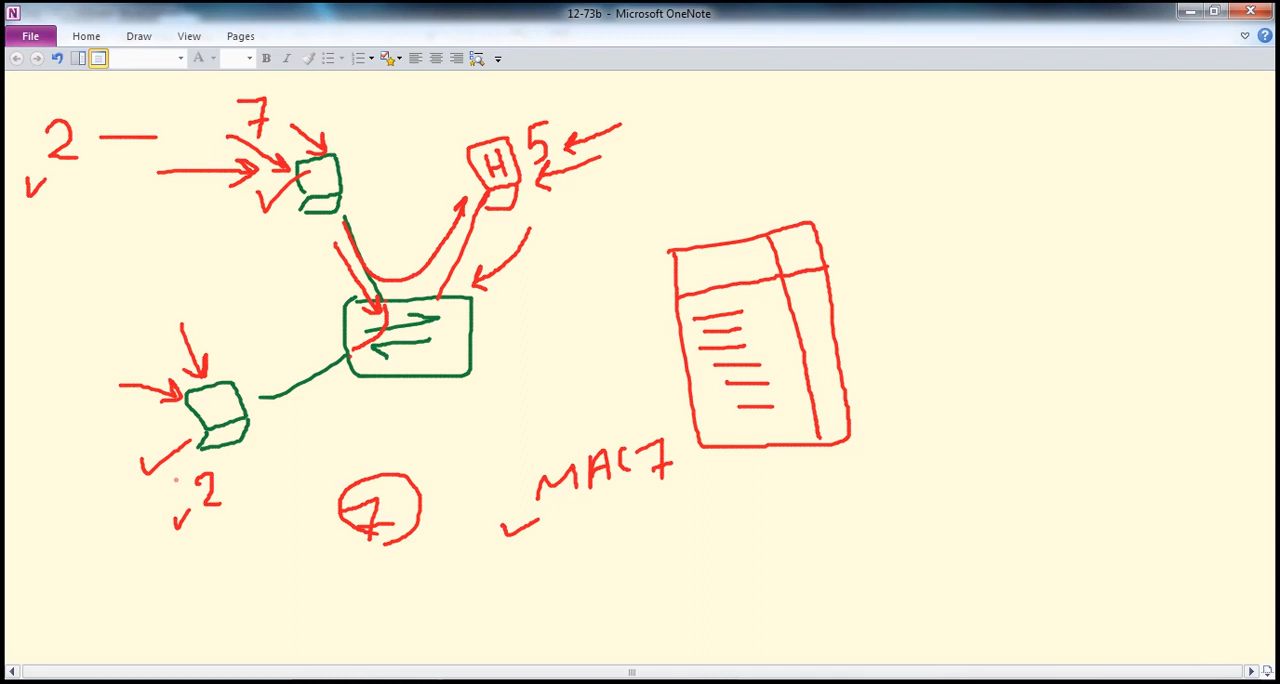 12-73b - Microsoft OneNote
File Home Draw View Pages
A B I
7
2
5
H
MAC7
2
7